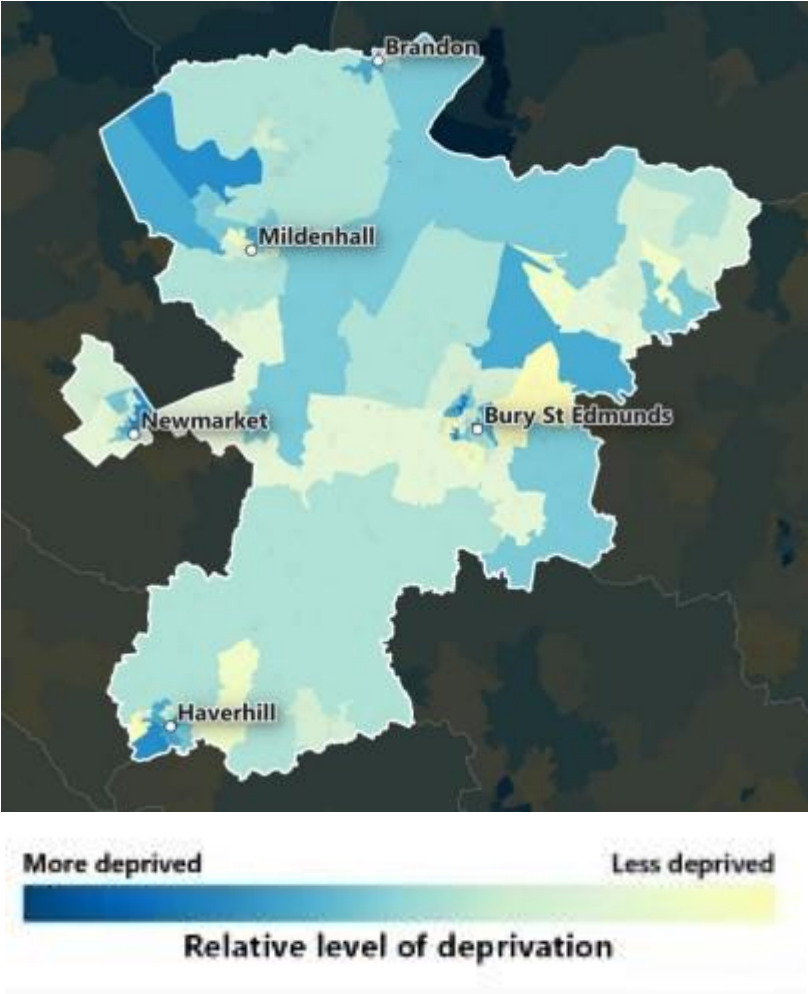 Brandon
Mildenhall
Newmarket
Bury St Edmunds
Haverhill
More deprived
Less deprived
Relative level of deprivation